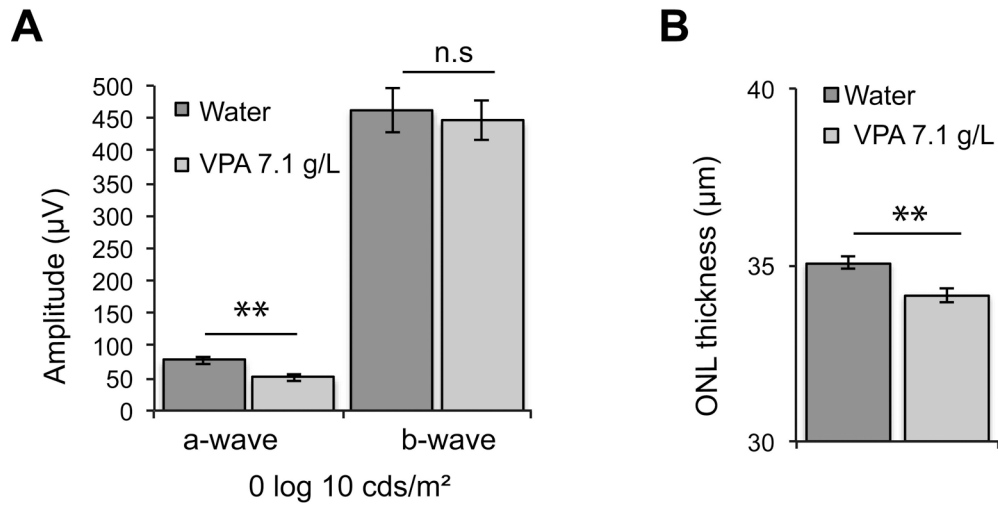 A
n.s
500
450
400
350
300
250
200
150
100
50
0
Amplitude (µV)
Water
VPA 7.1 g/L
**
a-wave
b-wave
0 log 10 cds/m²
B
40
35
30
ONL thickness (µm)
Water
VPA 7.1 g/L
**